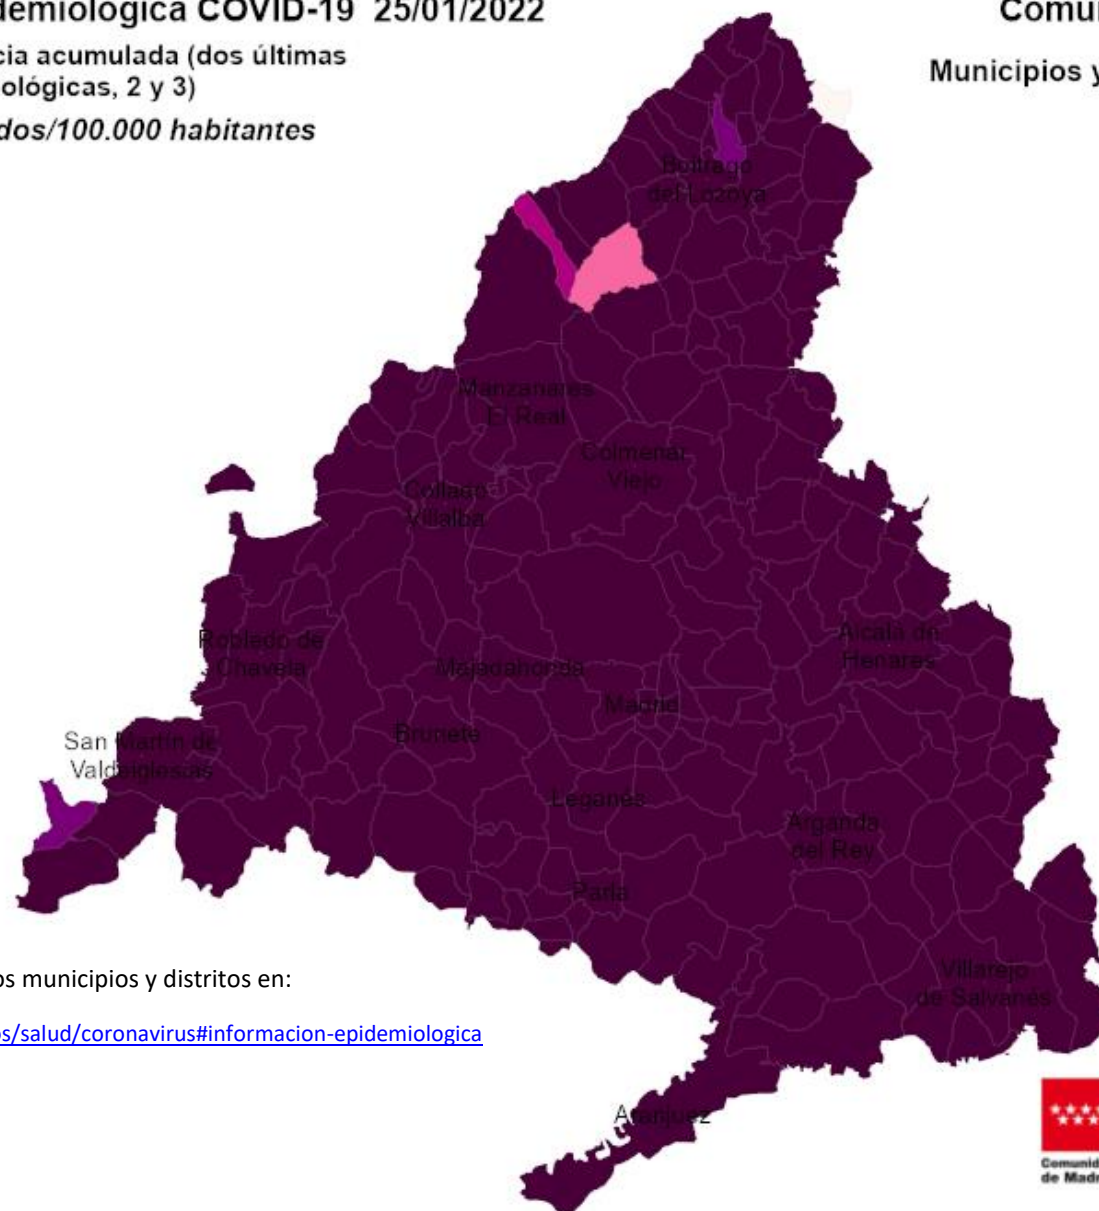 demiológica COVID-19 25/01/2022
Comu
cia acumulada (dos últimas
ológicas, 2 y 3)
Municipios y
dos/100.000 habitantes
Buitrago
del Lozoya
Manzanares
El Real
Colmenar
Viejo
Collado
Villalba
Robledo de
Chavela
Majadahonda
Alcalá de
Henares
Madrid
Brunete
San Martín de
Valdeiglesias
Leganés
Arganda
del Rey
Parla
os municipios y distritos en:
Villarejo
de Salvanés
os/salud/coronavirus#informacion-epidemiologica
Aranjuez
Comunid
de Madr